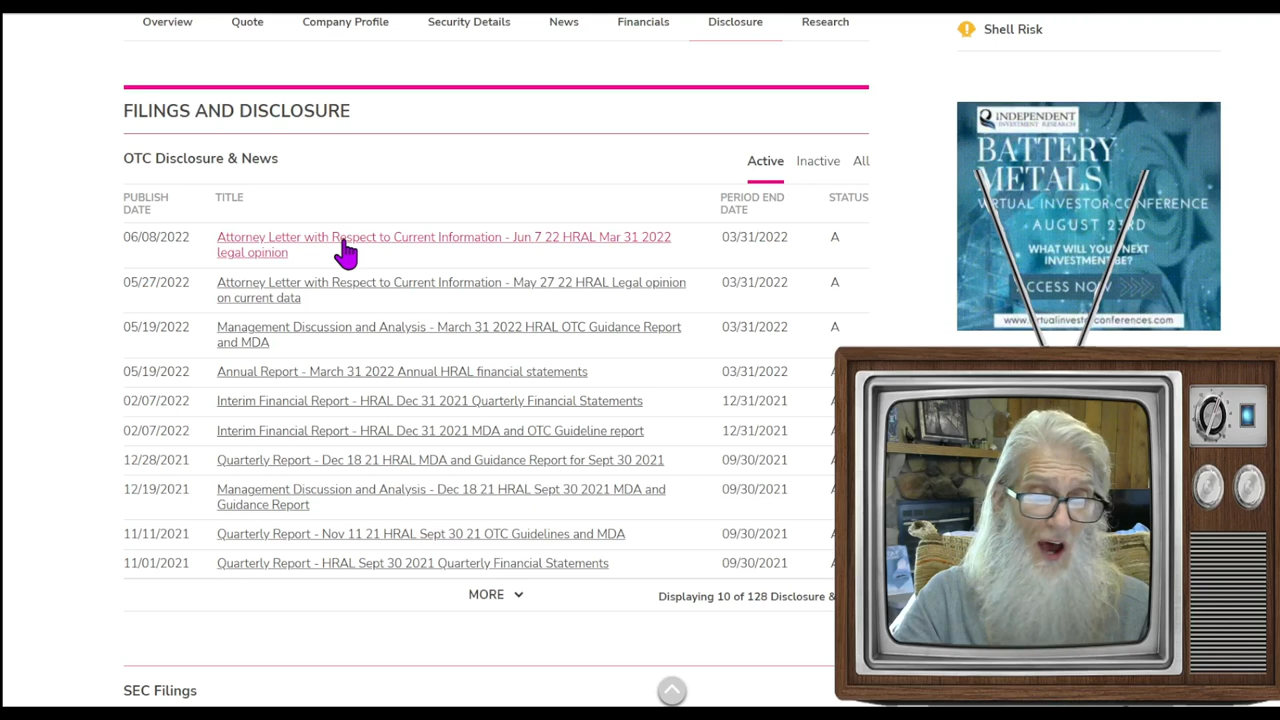 Overview Quote Company Profile Security Details News Financials Disclosure Research
Shell Risk
FILINGS AND DISCLOSURE
OTC Disclosure & News
Active Inactive All
PUBLISH DATE TITLE PERIOD END DATE STATUS
06/08/2022 Attorney Letter with Respect to Current Information - Jun 7 22 HRAL Mar 31 2022 03/31/2022 A
legal opinion
05/27/2022 Attorney Letter with Respect to Current Information - May 27 22 HRAL Legal opinion 03/31/2022 A
on current data
05/19/2022 Management Discussion and Analysis - March 31 2022 HRAL OTC Guidance Report 03/31/2022 A
and MDA
05/19/2022 Annual Report - March 31 2022 Annual HRAL financial statements 03/31/2022
02/07/2022 Interim Financial Report - HRAL Dec 31 2021 Quarterly Financial Statements 12/31/2021
02/07/2022 Interim Financial Report - HRAL Dec 31 2021 MDA and OTC Guideline report 12/31/2021
12/28/2021 Quarterly Report - Dec 18 21 HRAL MDA and Guidance Report for Sept 30 2021 09/30/2021
12/19/2021 Management Discussion and Analysis - Dec 18 21 HRAL Sept 30 2021 MDA and 09/30/2021
Guidance Report
11/11/2021 Quarterly Report - Nov 11 21 HRAL Sept 30 21 OTC Guidelines and MDA 09/30/2021
11/01/2021 Quarterly Report - HRAL Sept 30 2021 Quarterly Financial Statements 09/30/2021
MORE
Displaying 10 of 128 Disclosure &
SEC Filings
INDEPENDENT
INVESTMENT RESEARCH
BATTERY
METALS
VIRTUAL INVESTOR CONFERENCE
AUGUST 23RD
WHAT WILL YOUR NEXT
INVESTMENT BE?
ACCESS NOW
www.virtualinvestorconferences.com